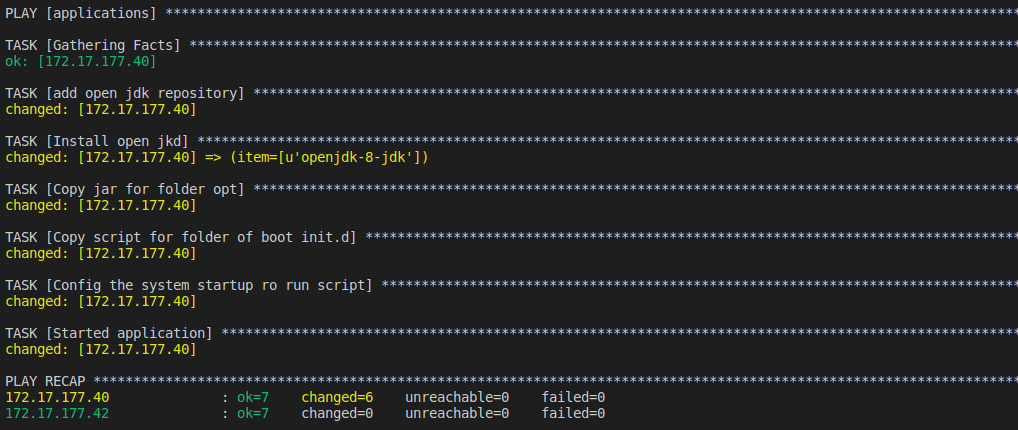 PLAY [applications] ***********************************************************************************************************
TASK [Gathering Facts] ********************************************************************************************************
ok: [172.17.177.40]
TASK [add open jdk repository] ************************************************************************************************
changed: [172.17.177.40]
TASK [Install open jkd] *******************************************************************************************************
changed: [172.17.177.40] => (item=[u'openjdk-8-jdk'])
TASK [Copy jar for folder opt] ************************************************************************************************
changed: [172.17.177.40]
TASK [Copy script for folder of boot init.d] **********************************************************************************
changed: [172.17.177.40]
TASK [Config the system startup ro run script] ********************************************************************************
changed: [172.17.177.40]
TASK [Started application] ****************************************************************************************************
changed: [172.17.177.40]
PLAY RECAP ********************************************************************************************************************
172.17.177.40 : ok=7 changed=6 unreachable=0 failed=0
172.17.177.42 : ok=7 changed=0 unreachable=0 failed=0